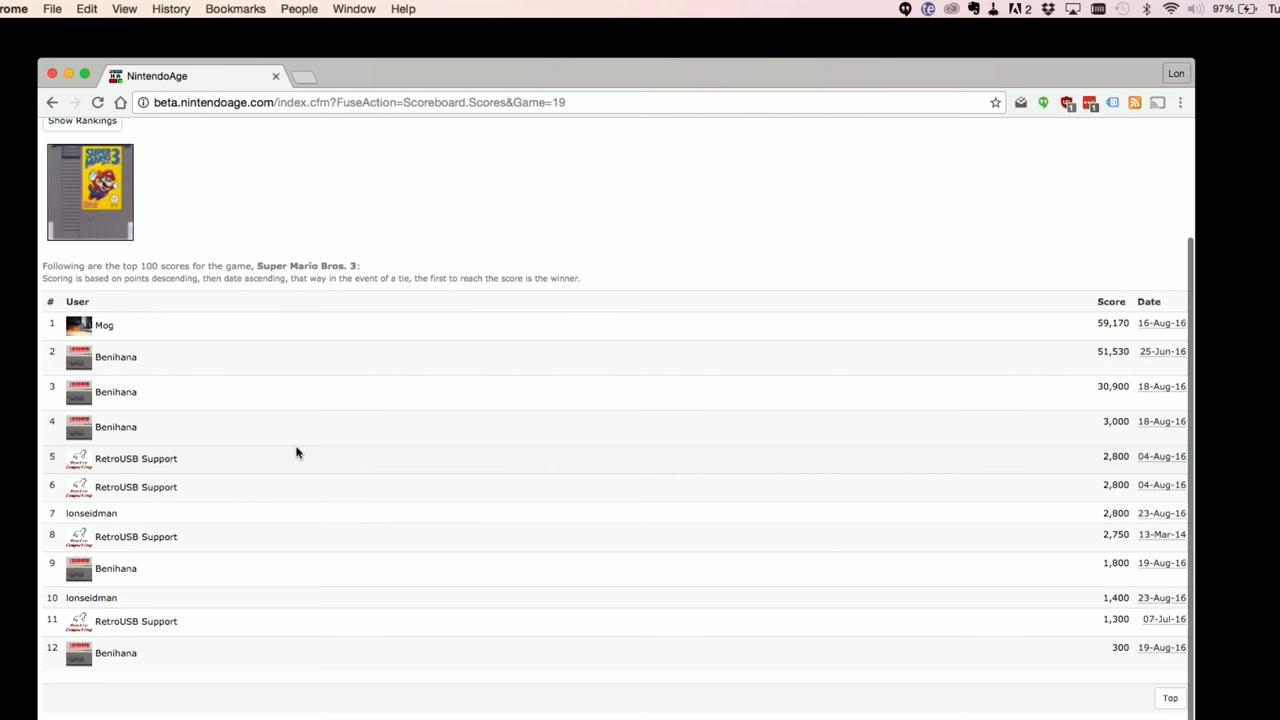 rome File Edit View History Bookmarks People Window Help 2 97% Tu
NintendoAge Lon
beta.nintendoage.com/index.cfm?FuseAction=Scoreboard.Scores&Game=19 1 1
Show Rankings
SUPER
MARIO
BROS. 3
Following are the top 100 scores for the game, Super Mario Bros. 3:
Scoring is based on points descending, then date ascending, that way in the event of a tie, the first to reach the score is the winner.
# User Score Date
1 Mog 59,170 16-Aug-16
2 Benihana 51,530 25-Jun-16
3 Benihana 30,900 18-Aug-16
4 Benihana 3,000 18-Aug-16
5 RetroUSB Support 2,800 04-Aug-16
6 RetroUSB Support 2,800 04-Aug-16
7 lonseidman 2,800 23-Aug-16
8 RetroUSB Support 2,750 13-Mar-14
9 Benihana 1,800 19-Aug-16
10 lonseidman 1,400 23-Aug-16
11 RetroUSB Support 1,300 07-Jul-16
12 Benihana 300 19-Aug-16
Top